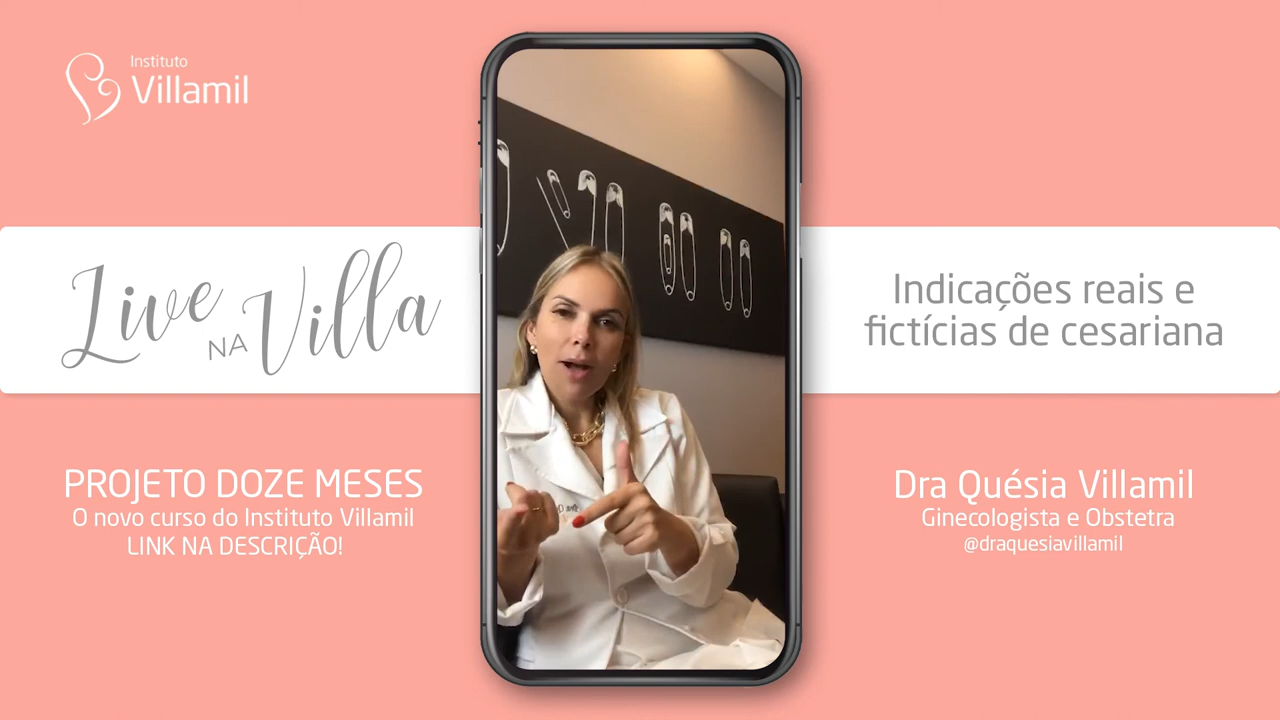 Instituto
Villamil
Live NA Villa
Indicações reais e
fictícias de cesariana
PROJETO DOZE MESES
O novo curso do Instituto Villamil
LINK NA DESCRIÇÃO!
Dra Quésia Villamil
Ginecologista e Obstetra
@draquesiavillamil